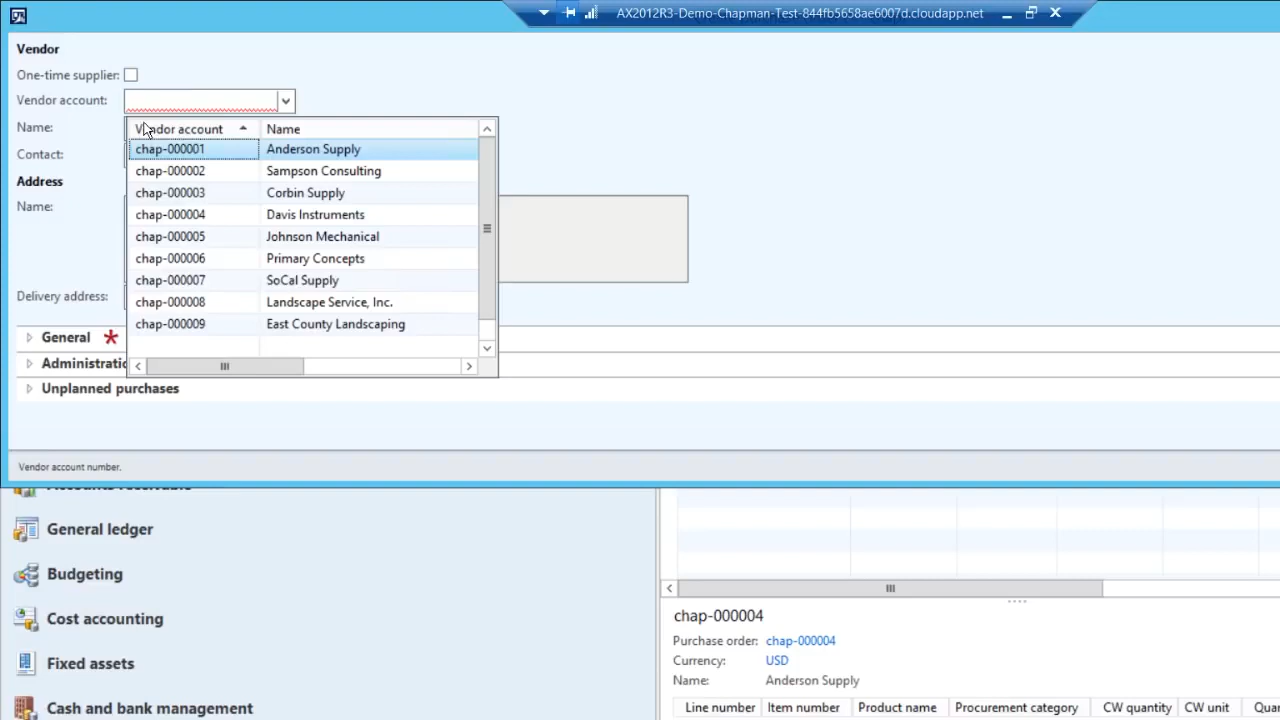 AX2012R3-Demo-Chapman-Test-844fb5658ae6007d.cloudapp.net
Vendor
One-time supplier:
Vendor account:
Name:
Contact:
Address
Name:
Delivery address:
Vendor account Name
chap-000001 Anderson Supply
chap-000002 Sampson Consulting
chap-000003 Corbin Supply
chap-000004 Davis Instruments
chap-000005 Johnson Mechanical
chap-000006 Primary Concepts
chap-000007 SoCal Supply
chap-000008 Landscape Service, Inc.
chap-000009 East County Landscaping
General *
Administratio
Unplanned purchases
Vendor account number.
Accounts receivable
General ledger
Budgeting
Cost accounting
Fixed assets
Cash and bank management
chap-000004
Purchase order: chap-000004
Currency: USD
Name: Anderson Supply
Line number Item number Product name Procurement category CW quantity CW unit Quan